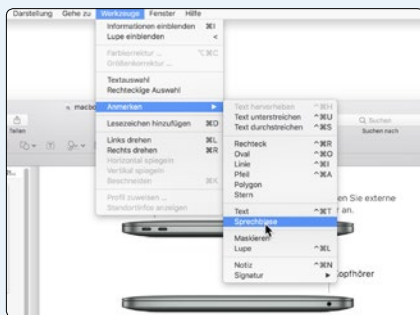 Darstellung Gehe zu Werkzeuge Fenster Hilfe
Informationen einblenden ⌘I
Lupe einblenden <
Farbkorrektur ... ⌥⌘C
Größenkorrektur ...
Textauswahl
Rechteckige Auswahl
Anmerken ▶
Lesezeichen hinzufügen ⌘D
Links drehen ⌘L
Rechts drehen ⌘R
Horizontal spiegeln
Vertikal spiegeln
Beschneiden ⌘K
Profil zuweisen ...
Standortinfos anzeigen
Text hervorheben ^⌘H
Text unterstreichen ^⌘U
Text durchstreichen ^⌘S
Rechteck ^⌘R
Oval ^⌘O
Linie ^⌘I
Pfeil ^⌘A
Polygon
Stern
Text ^⌘T
Sprechblase
Maskieren
Lupe ^⌘L
Notiz ^⌘N
Signatur ▶
macbo
Teilen
Suchen
Suchen nach
en Sie externe
r an.
opfhörer